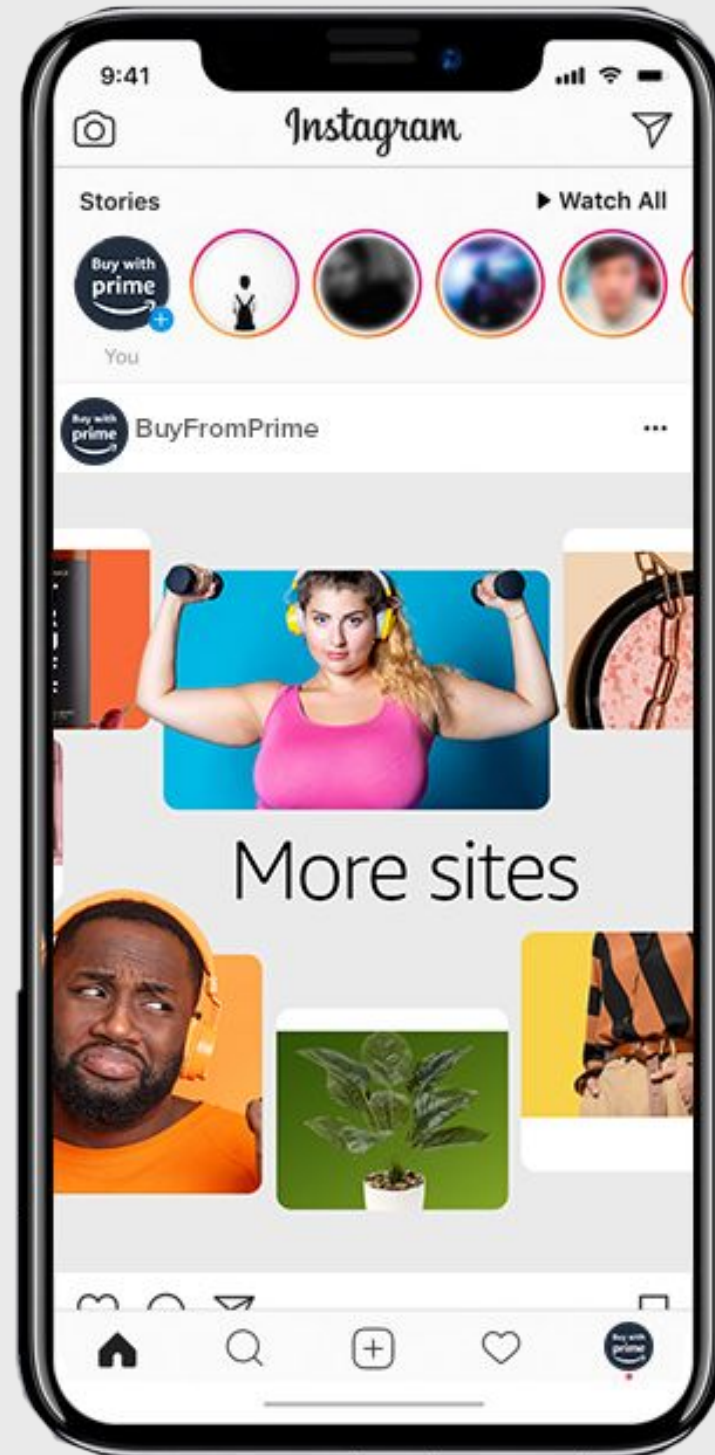 9:41
Instagram
Stories
Watch All
Buy with
prime
You
Buy with
prime
BuyFromPrime
More sites
Buy with
prime